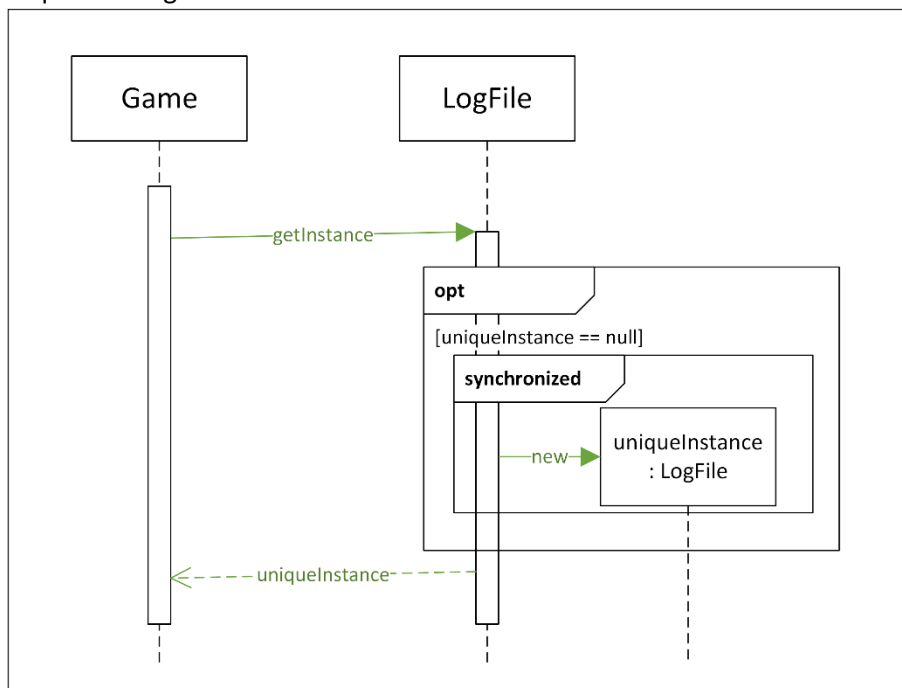 Game
LogFile
getInstance
opt
[uniqueInstance == null]
synchronized
new
uniqueInstance
: LogFile
uniqueInstance